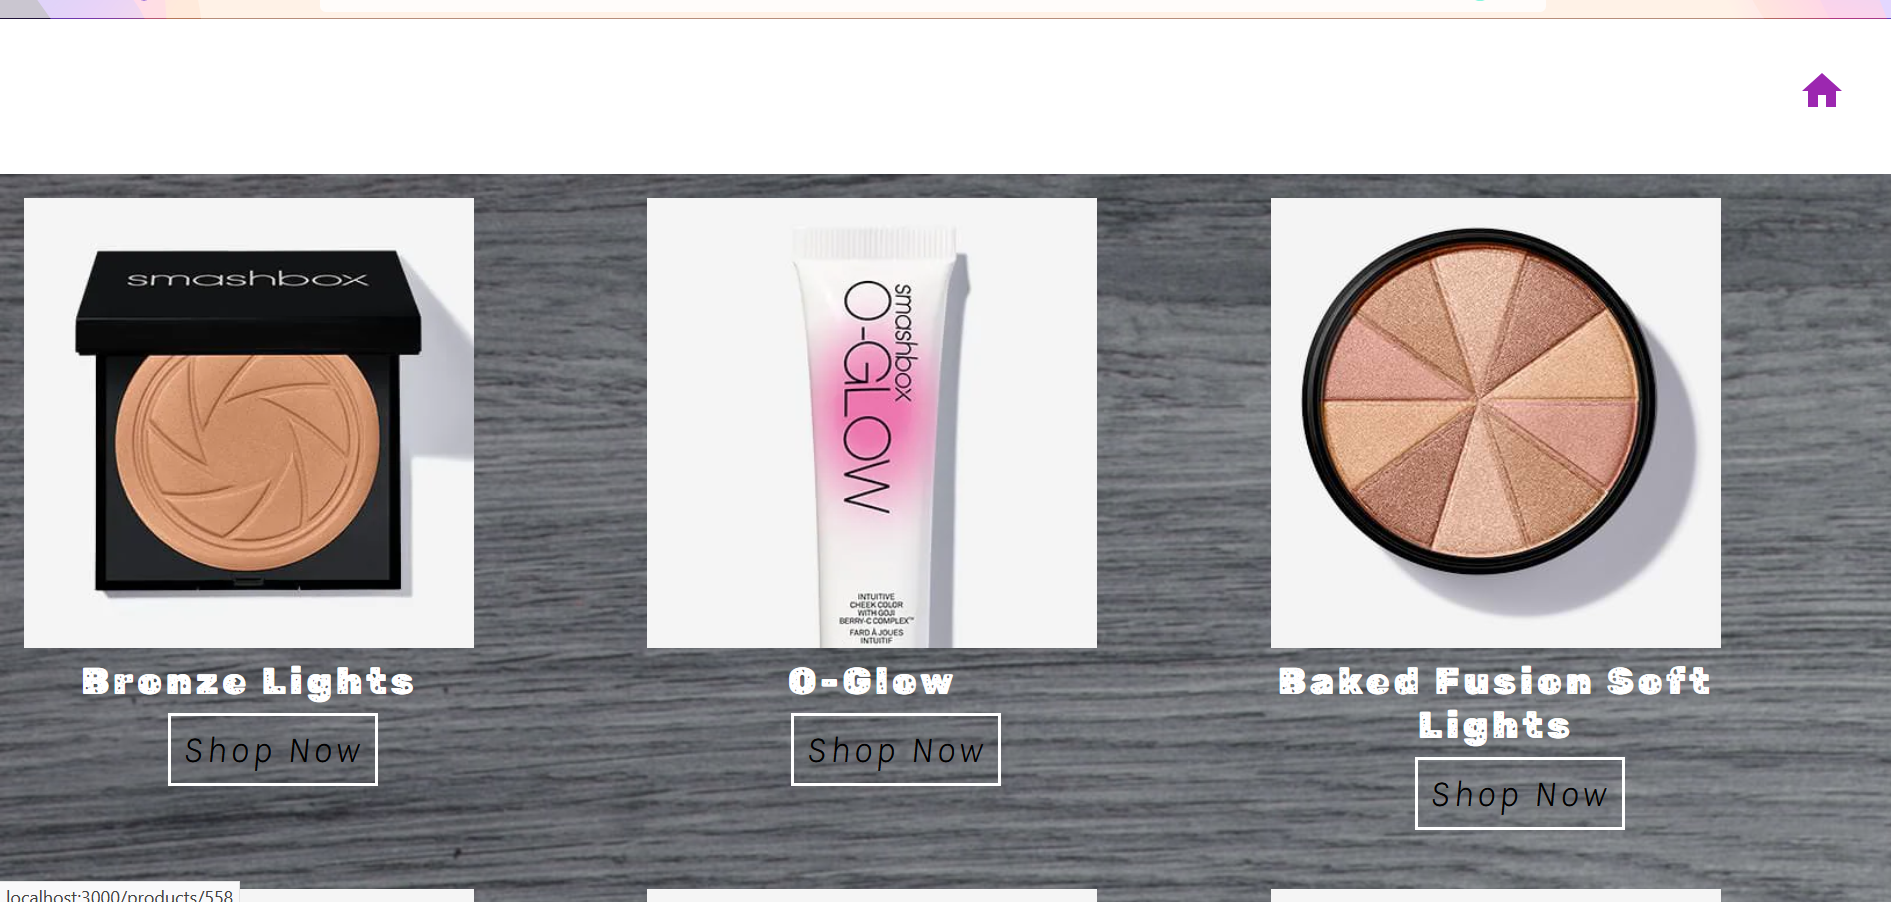 smashbox
smashbox
O-GLOW
INTUITIVE
CHEEK COLOR
WITH GOJI
BERRY-C COMPLEX™
FARD À JOUES
INTUITIF
Bronze Lights
O-Glow
Baked Fusion Soft
Lights
Shop Now
Shop Now
Shop Now
localhost:3000/products/558